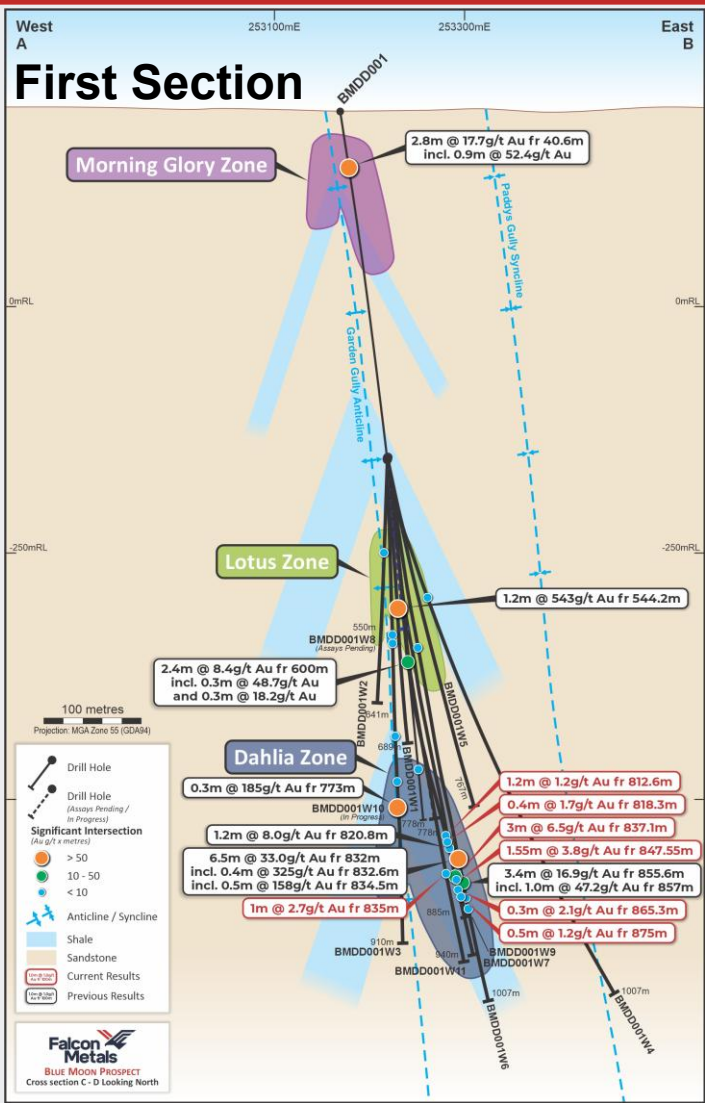 West
A
253100mE
253300mE
East
B
First Section
BMDD001
Morning Glory Zone
2.8m @ 17.7g/t Au fr 40.6m
incl. 0.9m @ 52.4g/t Au
Paddys Gully Syncline
0mRL
0mRL
Garden Gully Anticline
-250mRL
-250mRL
Lotus Zone
1.2m @ 543g/t Au fr 544.2m
550m
BMDD001W8
(Assays Pending)
2.4m @ 8.4g/t Au fr 600m
incl. 0.3m @ 48.7g/t Au
and 0.3m @ 18.2g/t Au
BMDD001W2
641m
BMDD001W5
100 metres
Projection: MGA Zone 55 (GDA94)
689m
BMDD001W1
Dahlia Zone
767m
0.3m @ 185g/t Au fr 773m
BMDD001W10
(In Progress)
778m
778m
1.2m @ 1.2g/t Au fr 812.6m
0.4m @ 1.7g/t Au fr 818.3m
3m @ 6.5g/t Au fr 837.1m
1.55m @ 3.8g/t Au fr 847.55m
1.2m @ 8.0g/t Au fr 820.8m
6.5m @ 33.0g/t Au fr 832m
incl. 0.4m @ 325g/t Au fr 832.6m
incl. 0.5m @ 158g/t Au fr 834.5m
3.4m @ 16.9g/t Au fr 855.6m
incl. 1.0m @ 47.2g/t Au fr 857m
1m @ 2.7g/t Au fr 835m
0.3m @ 2.1g/t Au fr 865.3m
0.5m @ 1.2g/t Au fr 875m
885m
910m
BMDD001W3
940m
BMDD001W9
BMDD001W7
BMDD001W11
1007m
BMDD001W6
1007m
BMDD001W4
Drill Hole
Drill Hole
(Assays Pending /
In Progress)
Significant Intersection
(Au g/t x metres)
> 50
10 - 50
< 10
Anticline / Syncline
Shale
Sandstone
Current Results
Previous Results
Falcon
Metals
BLUE MOON PROSPECT
Cross section C - D Looking North